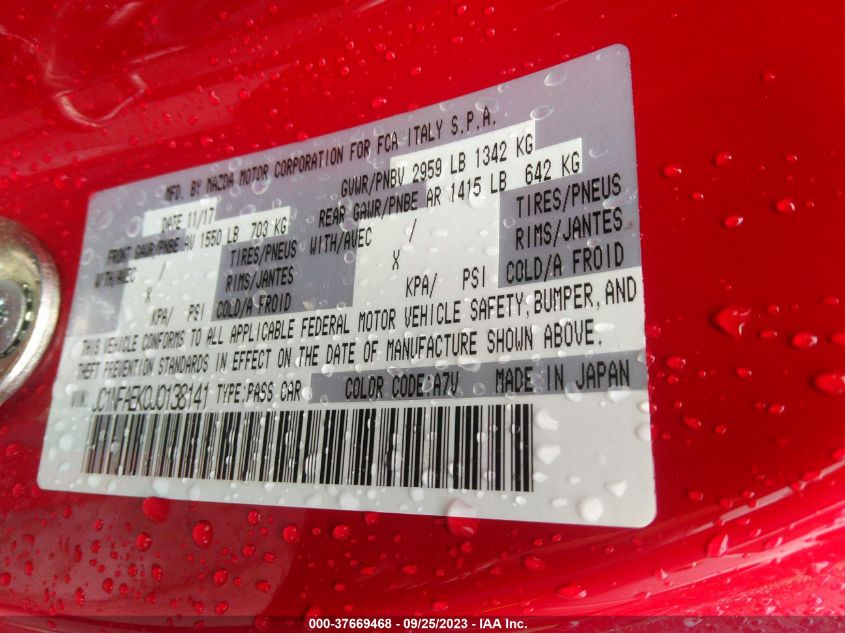 MFD. BY MAZDA MOTOR CORPORATION FOR FCA ITALY S.P.A.
DATE 11/17 GVWR/PNBV 2959 LB 1342 KG
FRONT GAWR/PNBE AV 1550 LB 703 KG REAR GAWR/PNBE AR 1415 LB 642 KG
WITH/AVEC / TIRES/PNEUS WITH/AVEC / TIRES/PNEUS
X RIMS/JANTES X RIMS/JANTES
KPA/ PSI COLD/A FROID KPA/ PSI COLD/A FROID
THIS VEHICLE CONFORMS TO ALL APPLICABLE FEDERAL MOTOR VEHICLE SAFETY, BUMPER, AND
THEFT PREVENTION STANDARDS IN EFFECT ON THE DATE OF MANUFACTURE SHOWN ABOVE.
VIN: JC1NFAEK0J0138141 TYPE:PASS CAR COLOR CODE:A7V MADE IN JAPAN
000-37669468 - 09/25/2023 - IAA Inc.